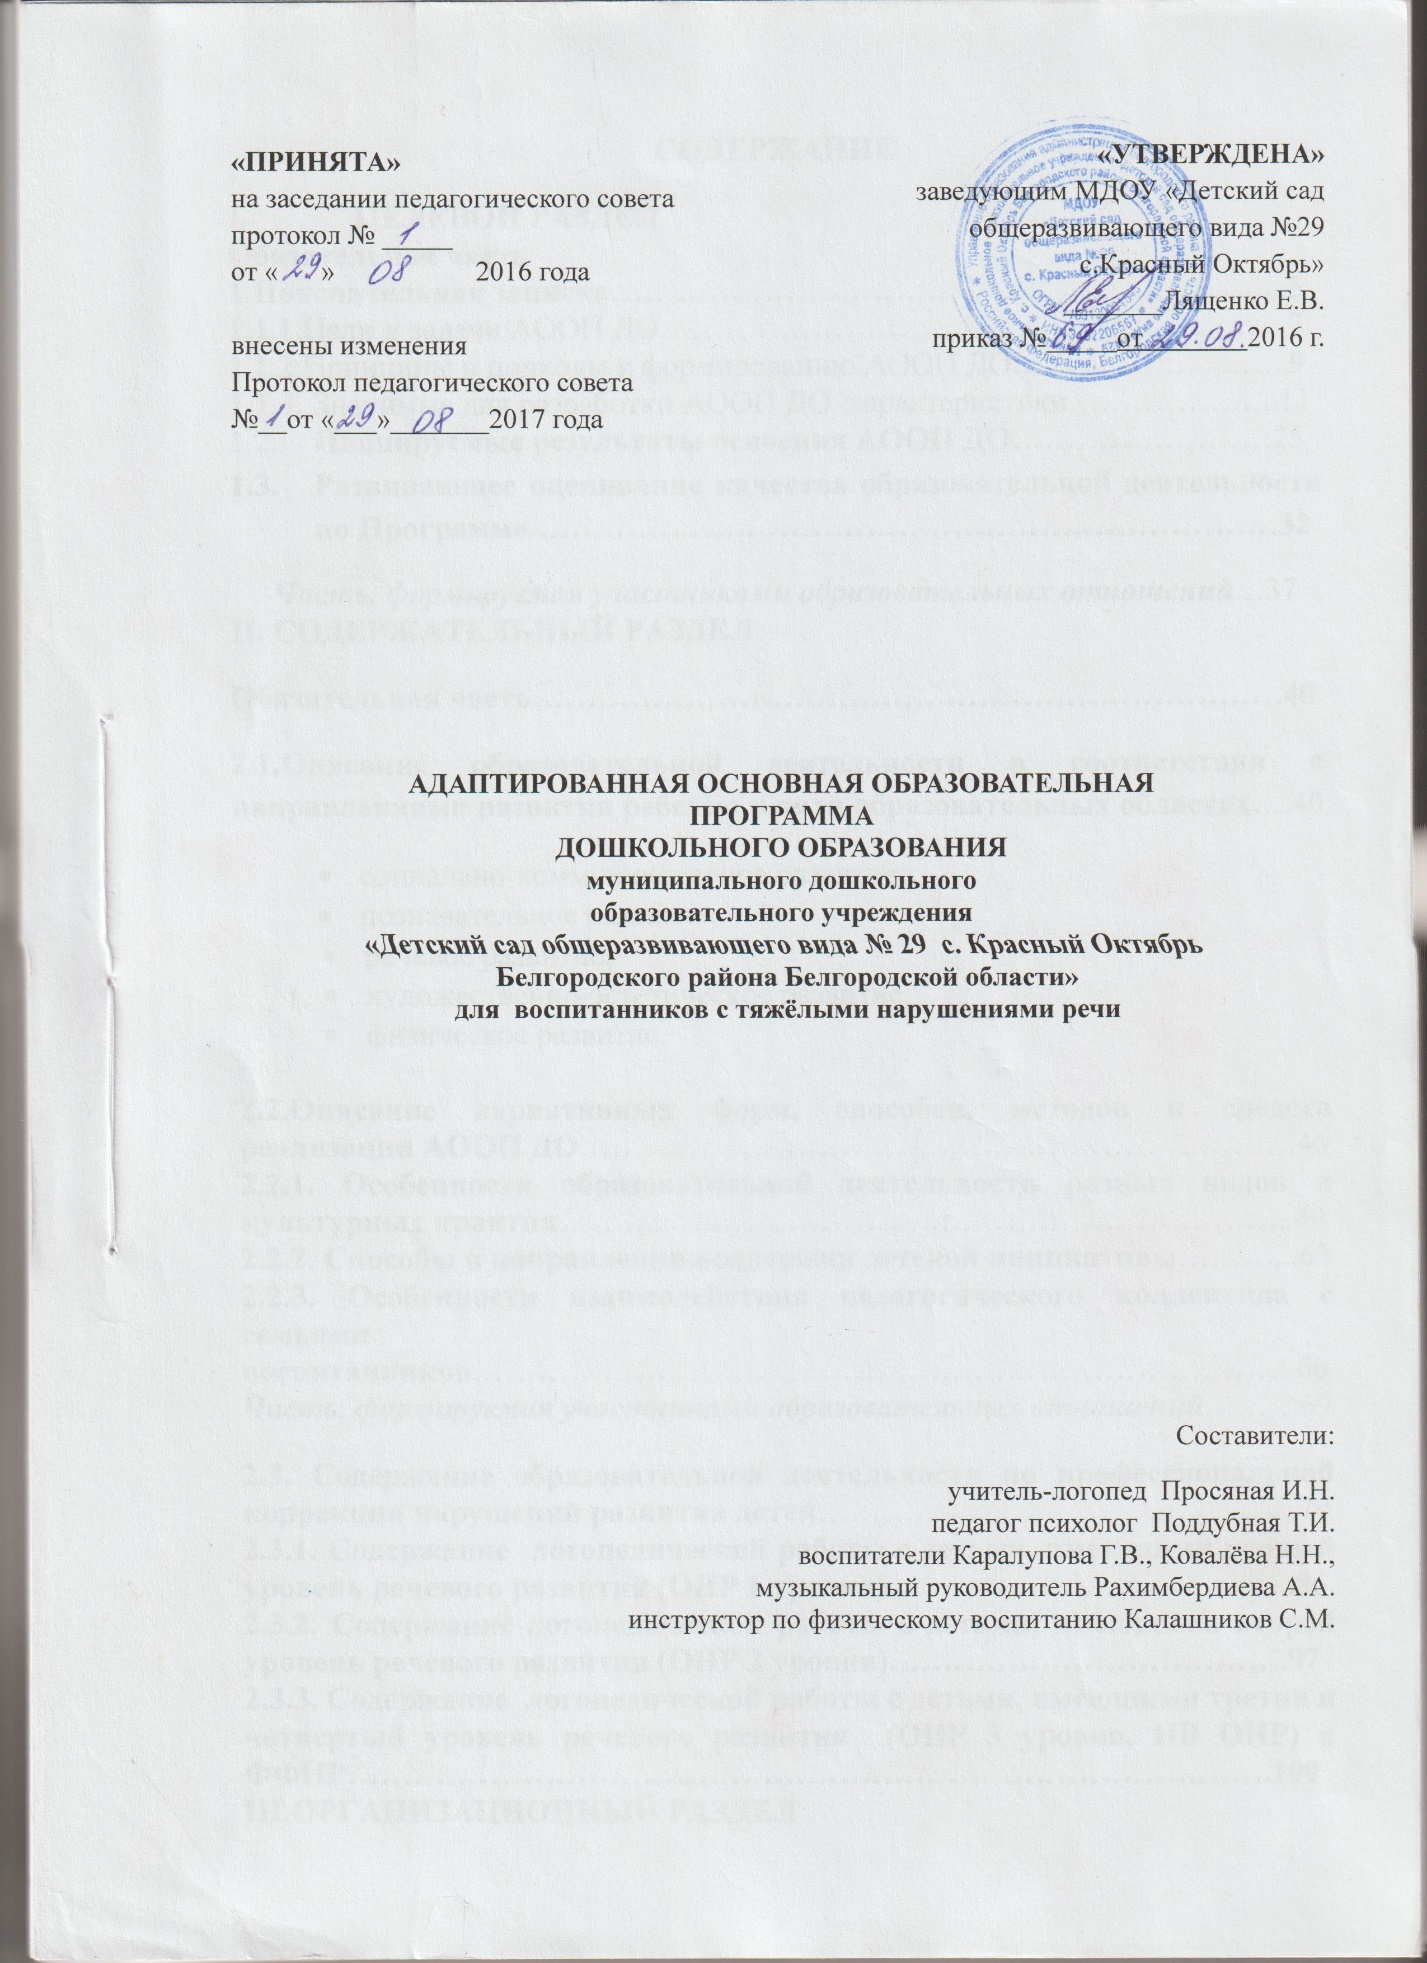 «ПРИНЯТА»
на заседании педагогического совета
протокол № 1
от «29» 08 2016 года
внесены изменения
Протокол педагогического совета
№ 1 от «29» 08 2017 года
«УТВЕРЖДЕНА»
заведующим МДОУ «Детский сад
общеразвивающего вида №29
с.Красный Октябрь»
Лященко Е.В.
приказ № от 29.08.2016 г.
АДАПТИРОВАННАЯ ОСНОВНАЯ ОБРАЗОВАТЕЛЬНАЯ
ПРОГРАММА
ДОШКОЛЬНОГО ОБРАЗОВАНИЯ
муниципального дошкольного
образовательного учреждения
«Детский сад общеразвивающего вида № 29 с. Красный Октябрь
Белгородского района Белгородской области»
для воспитанников с тяжёлыми нарушениями речи
Составители:
учитель-логопед Просяная И.Н.
педагог психолог Поддубная Т.И.
воспитатели Каралупова Г.В., Ковалёва Н.Н.,
музыкальный руководитель Рахимбердиева А.А.
инструктор по физическому воспитанию Калашников С.М.